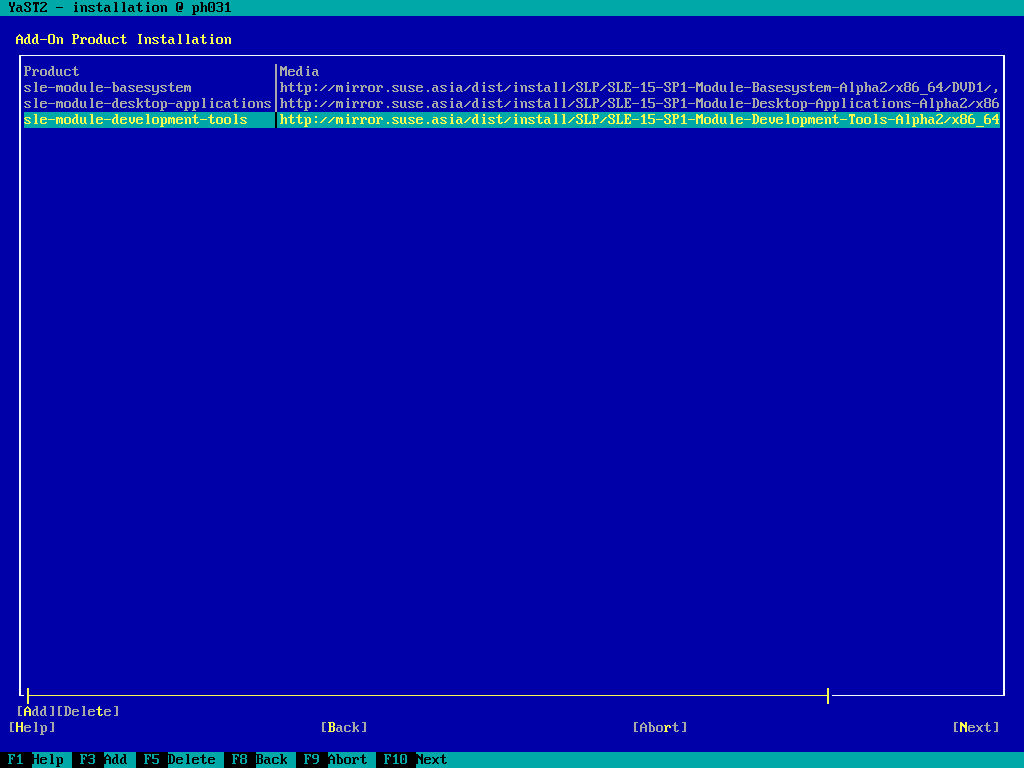 YaST2 - installation @ ph031
Add-On Product Installation
Product |Media
sle-module-basesystem |http://mirror.suse.asia/dist/install/SLP/SLE-15-SP1-Module-Basesystem-Alpha2/x86_64/DVD1/,
sle-module-desktop-applications|http://mirror.suse.asia/dist/install/SLP/SLE-15-SP1-Module-Desktop-Applications-Alpha2/x86
sle-module-development-tools |http://mirror.suse.asia/dist/install/SLP/SLE-15-SP1-Module-Development-Tools-Alpha2/x86_64
[Add][Delete]
[Help] [Back] [Abort] [Next]
F1 Help F3 Add F5 Delete F8 Back F9 Abort F10 Next